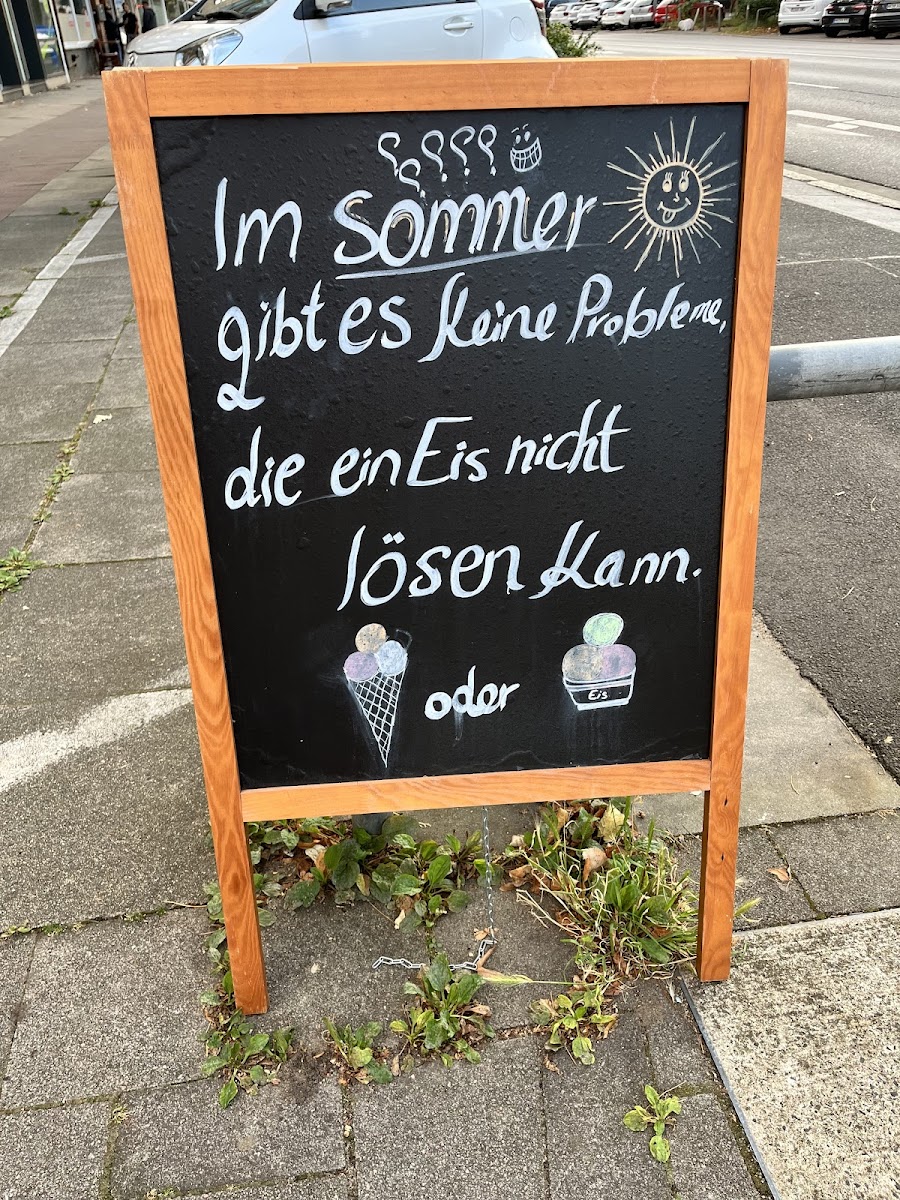 ????? 
Im Sommer
gibt es keine Probleme,
die ein Eis nicht
lösen kann.
oder
Eis